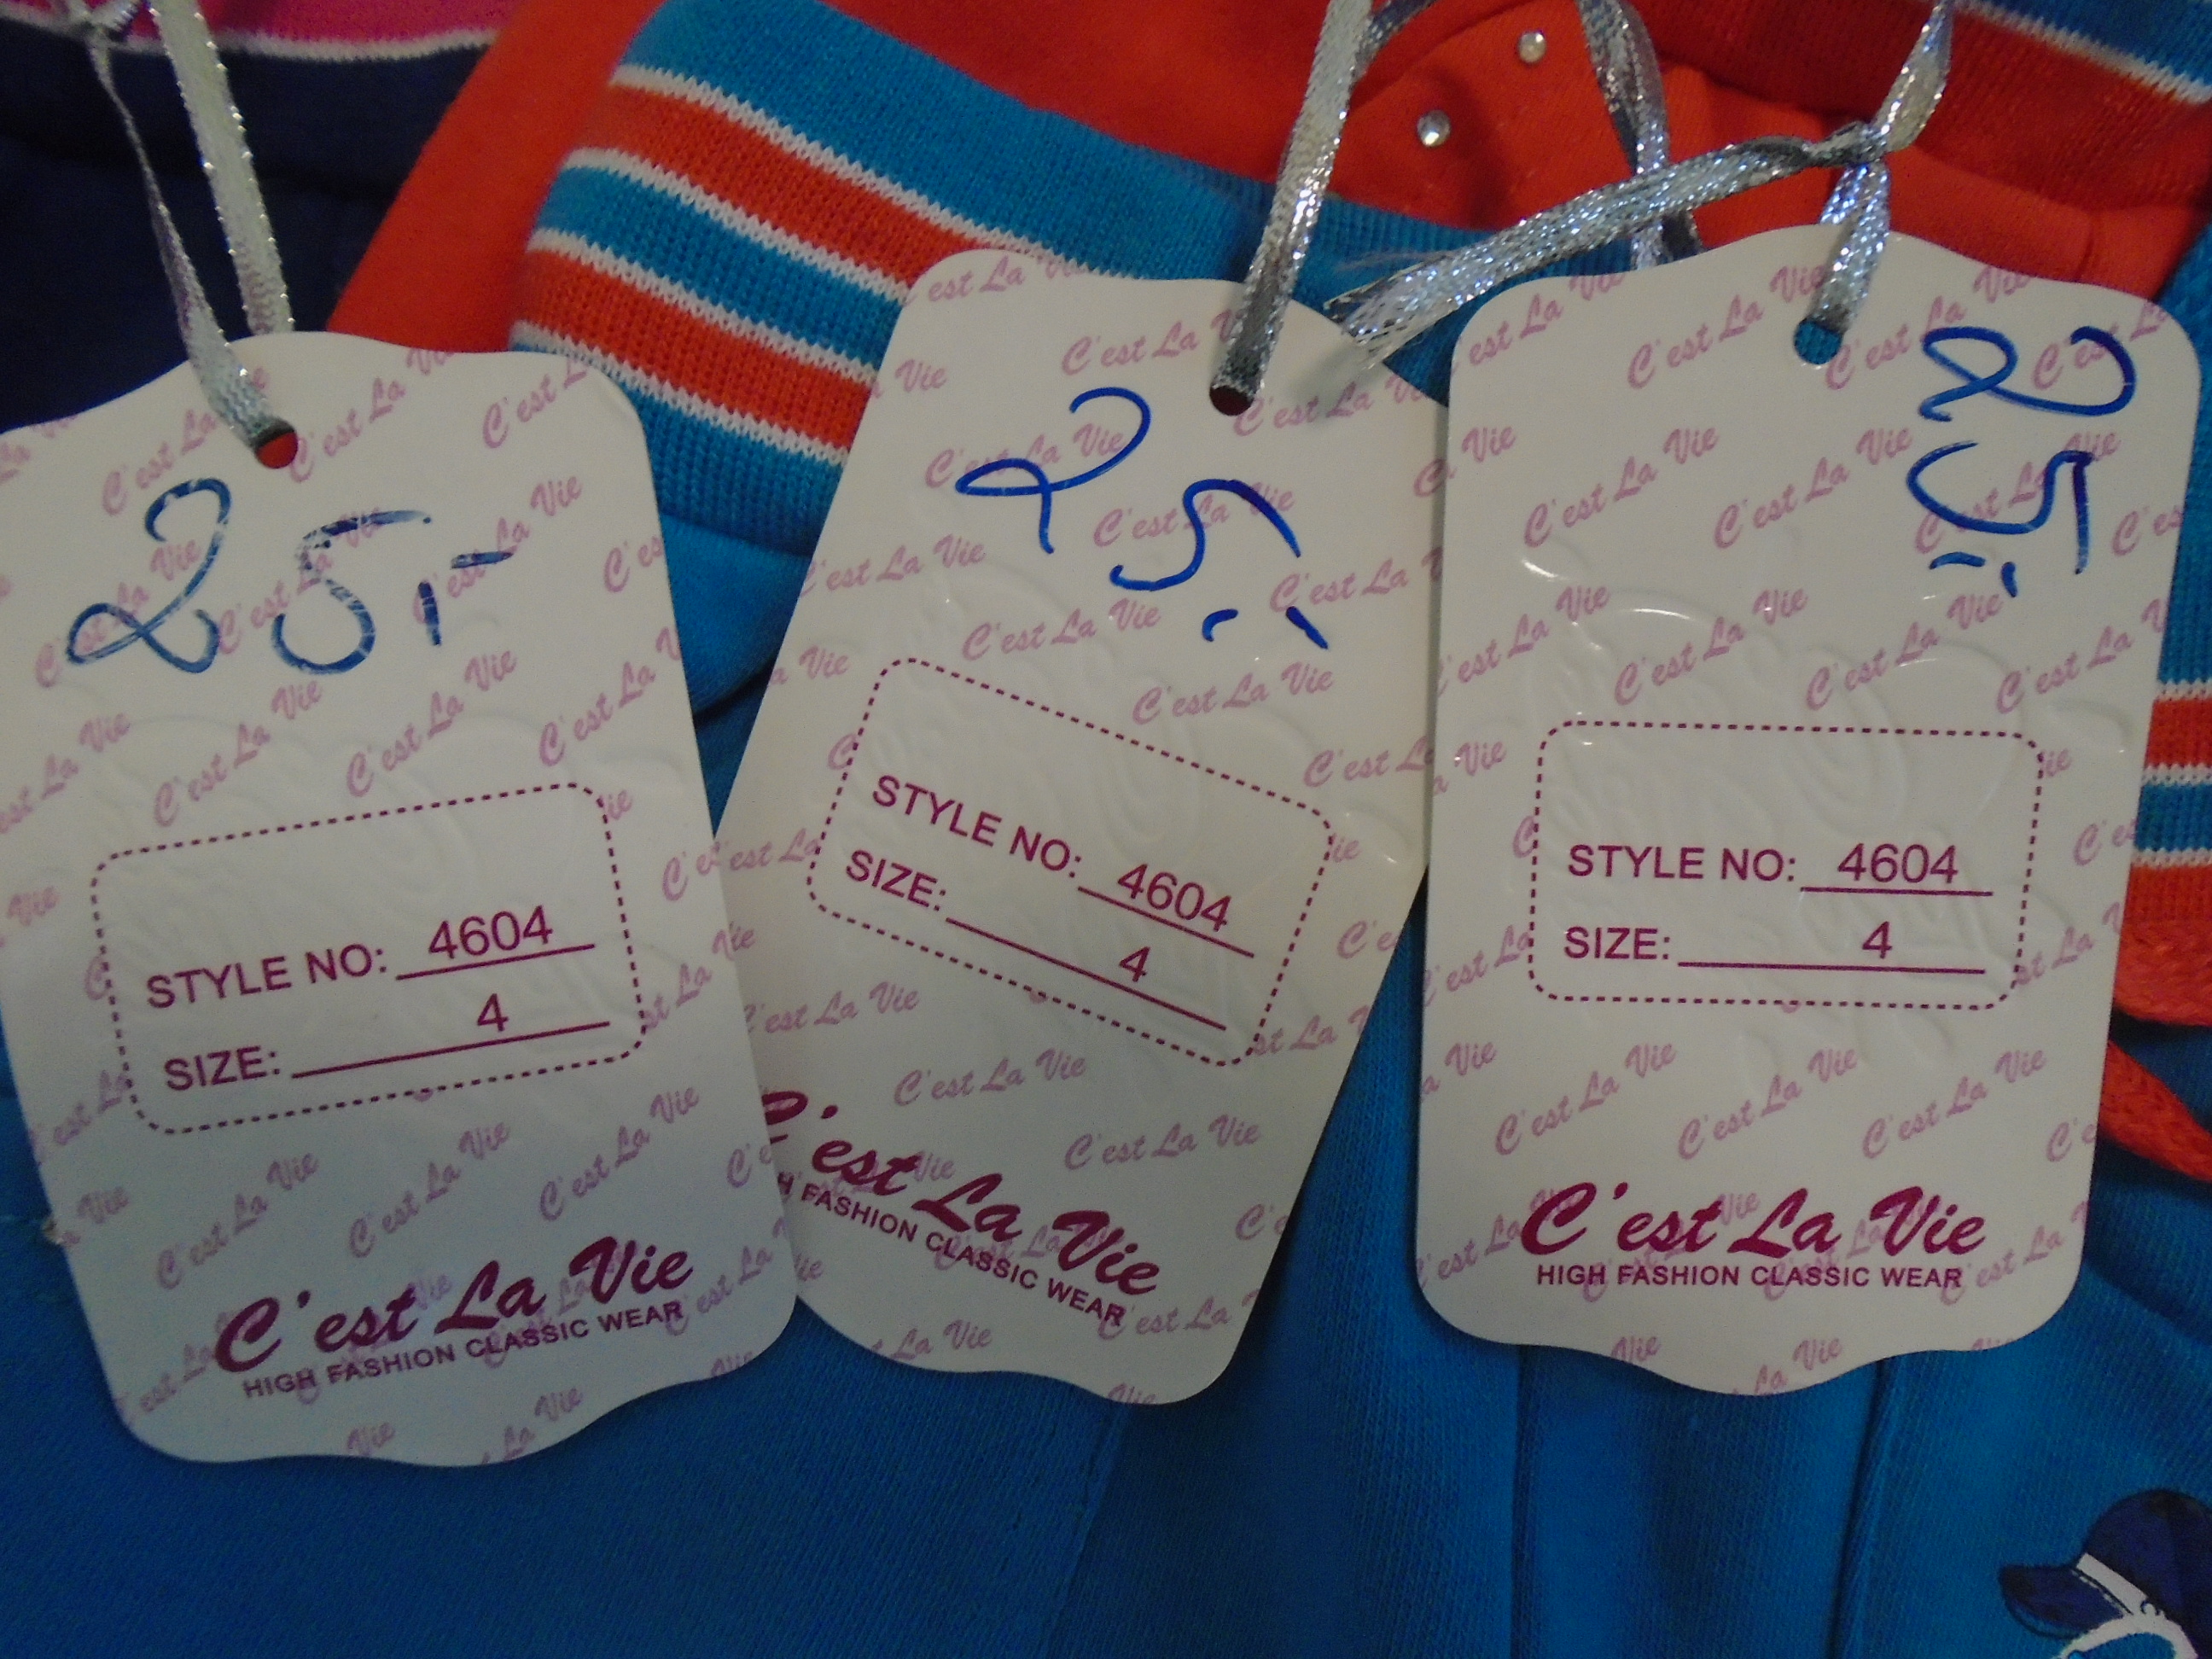 25,-
STYLE NO: 4604
SIZE: 4
C'est La Vie
HIGH FASHION CLASSIC WEAR
25,-
STYLE NO: 4604
SIZE: 4
C'est La Vie
FASHION CLASSIC WEAR
25,-
STYLE NO: 4604
SIZE: 4
C'est La Vie
HIGH FASHION CLASSIC WEAR